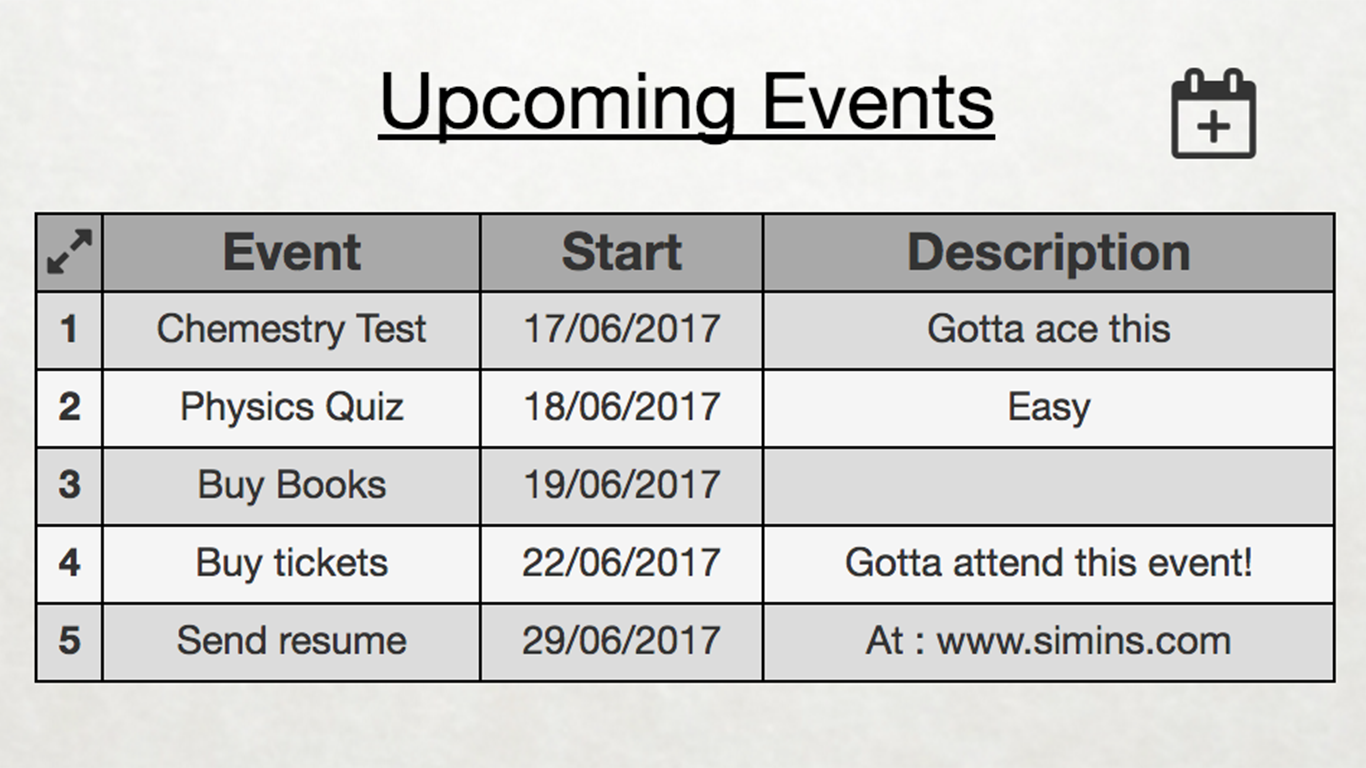 Upcoming Events
Event Start Description
1 Chemestry Test 17/06/2017 Gotta ace this
2 Physics Quiz 18/06/2017 Easy
3 Buy Books 19/06/2017
4 Buy tickets 22/06/2017 Gotta attend this event!
5 Send resume 29/06/2017 At : www.simins.com